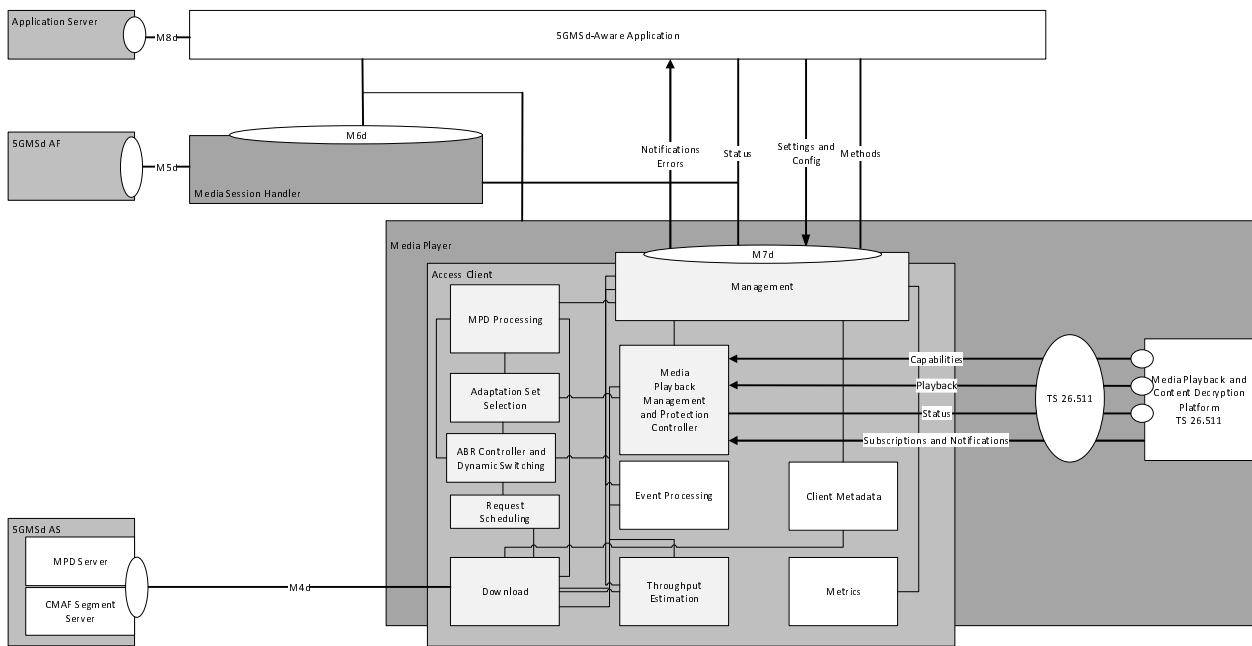 Application Server
M8d
5GMSd-Aware Application
5GMSd AF
M5d
M6d
Media Session Handler
Notifications
Errors
Status
Settings and
Config
Methods
Media Player
M7d
Management
Access Client
MPD Processing
Adaptation Set
Selection
ABR Controller and
Dynamic Switching
Request
Scheduling
Download
Media
Playback
Management
and Protection
Controller
Event Processing
Throughput
Estimation
Client Metadata
Metrics
Capabilities
Playback
Status
Subscriptions and Notifications
TS 26.511
Media Playback and
Content Decryption
Platform
TS 26.511
5GMSd AS
MPD Server
CMAF Segment
Server
M4d